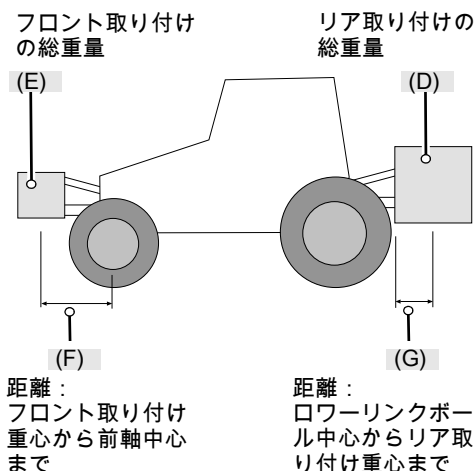 フロント取り付け
の総重量
(E)
リア取り付けの
総重量
(D)
(F)
距離：
フロント取り付け
重心から前軸中心
まで
(G)
距離：
ロワーリンクボー
ル中心からリア取
り付け重心まで